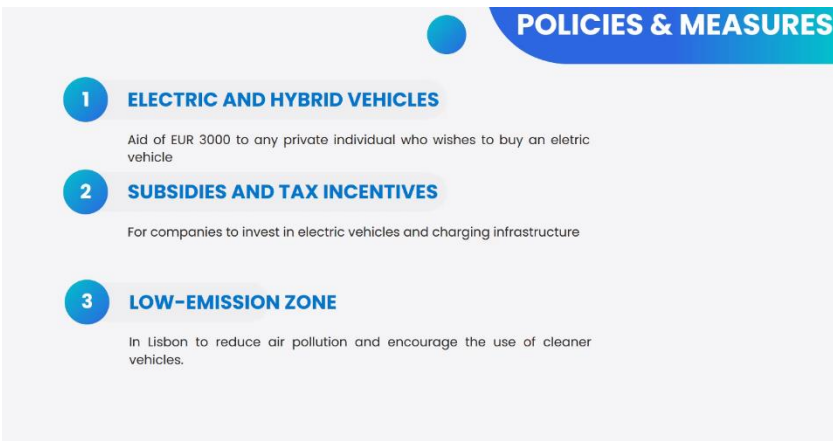 POLICIES & MEASURES
1 ELECTRIC AND HYBRID VEHICLES
Aid of EUR 3000 to any private individual who wishes to buy an eletric
vehicle
2 SUBSIDIES AND TAX INCENTIVES
For companies to invest in electric vehicles and charging infrastructure
3 LOW-EMISSION ZONE
In Lisbon to reduce air pollution and encourage the use of cleaner
vehicles.